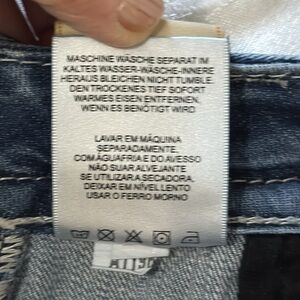 MASCHINE WÄSCHE SEPARAT IM
KALTES WASSER-WÄSCHE-INNERE
HERAUS BLEICHEN NICHT TUMBLE
DEN TROCKENES TIEF SOFORT
WARMES EISEN ENTFERNEN.
WENN ES BENÖTIGT WIRD
LAVAR EM MÁQUINA
SEPARADAMENTE.
COM ÁGUA FRIA E DO AVESSO
NÃO USAR ALVEJANTE
SE UTILIZAR A SECADORA.
DEIXAR EM NÍVEL LENTO
USAR O FERRO MORNO